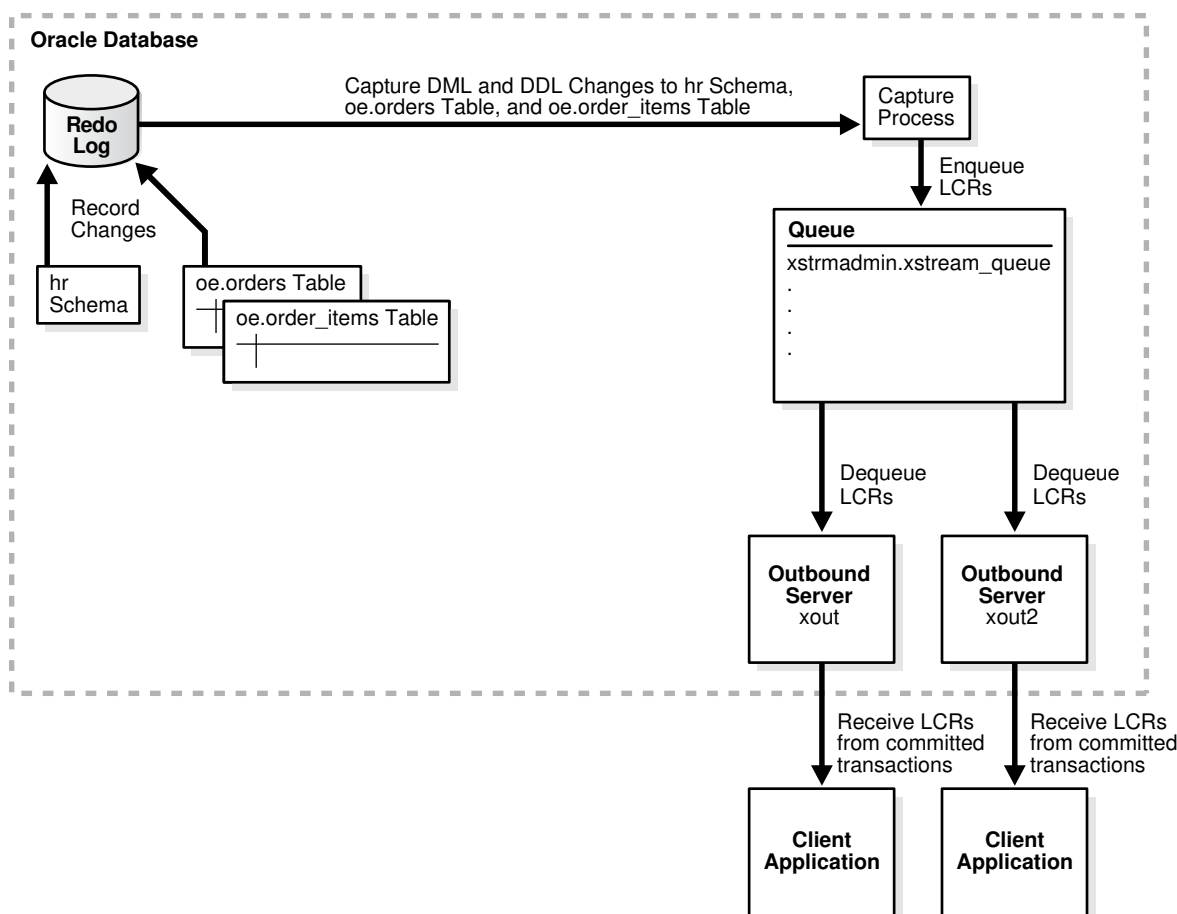 Oracle Database
Capture DML and DDL Changes to hr Schema,
oe.orders Table, and oe.order_items Table
Capture
Process
Redo
Log
Enqueue
LCRs
Record
Changes
Queue
xstrmadmin.xstream_queue
.
.
.
.
hr
Schema
oe.orders Table
oe.order_items Table
Dequeue
LCRs
Dequeue
LCRs
Outbound
Server
xout
Outbound
Server
xout2
Receive LCRs
from committed
transactions
Receive LCRs
from committed
transactions
Client
Application
Client
Application